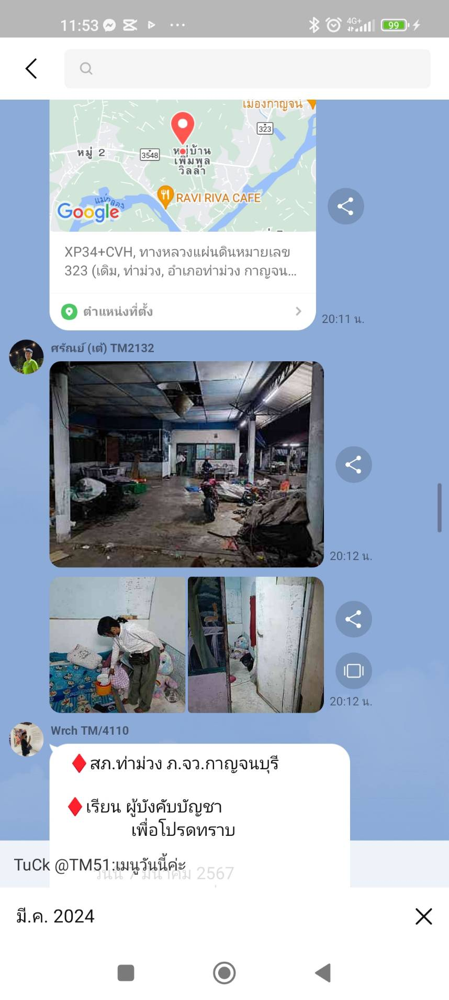 11:53
4G+
99
เมืองกาญจน์
323
หมู่ 2
3548
หมู่บ้าน
เพิ่มพูล
วิลล่า
RAVI RIVA CAFE
แม่กลอง
Google
XP34+CVH, ทางหลวงแผ่นดินหมายเลข
323 (เดิม, ท่าม่วง, อำเภอท่าม่วง กาญจน...
ตำแหน่งที่ตั้ง
20:11 น.
ศรัณย์ (เต้) TM2132
20:12 น.
20:12 น.
Wrch TM/4110
สภ.ท่าม่วง ภ.จว.กาญจนบุรี
เรียน ผู้บังคับบัญชา
เพื่อโปรดทราบ
TuCk @TM51:เมนูวันนี้ค่ะ
วันนี้ 7 มีนาคม 2567
มี.ค. 2024